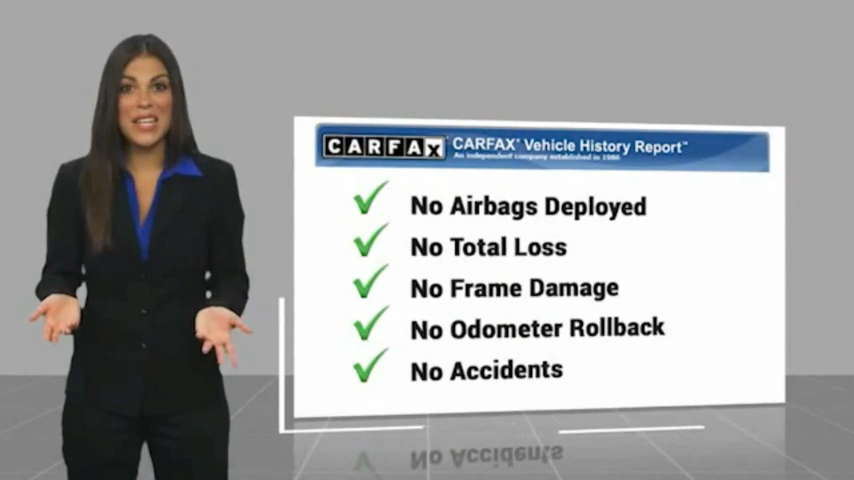 CARFAX CARFAX® Vehicle History Report™
An independent company established in 1986
No Airbags Deployed
No Total Loss
No Frame Damage
No Odometer Rollback
No Accidents
No Accidents